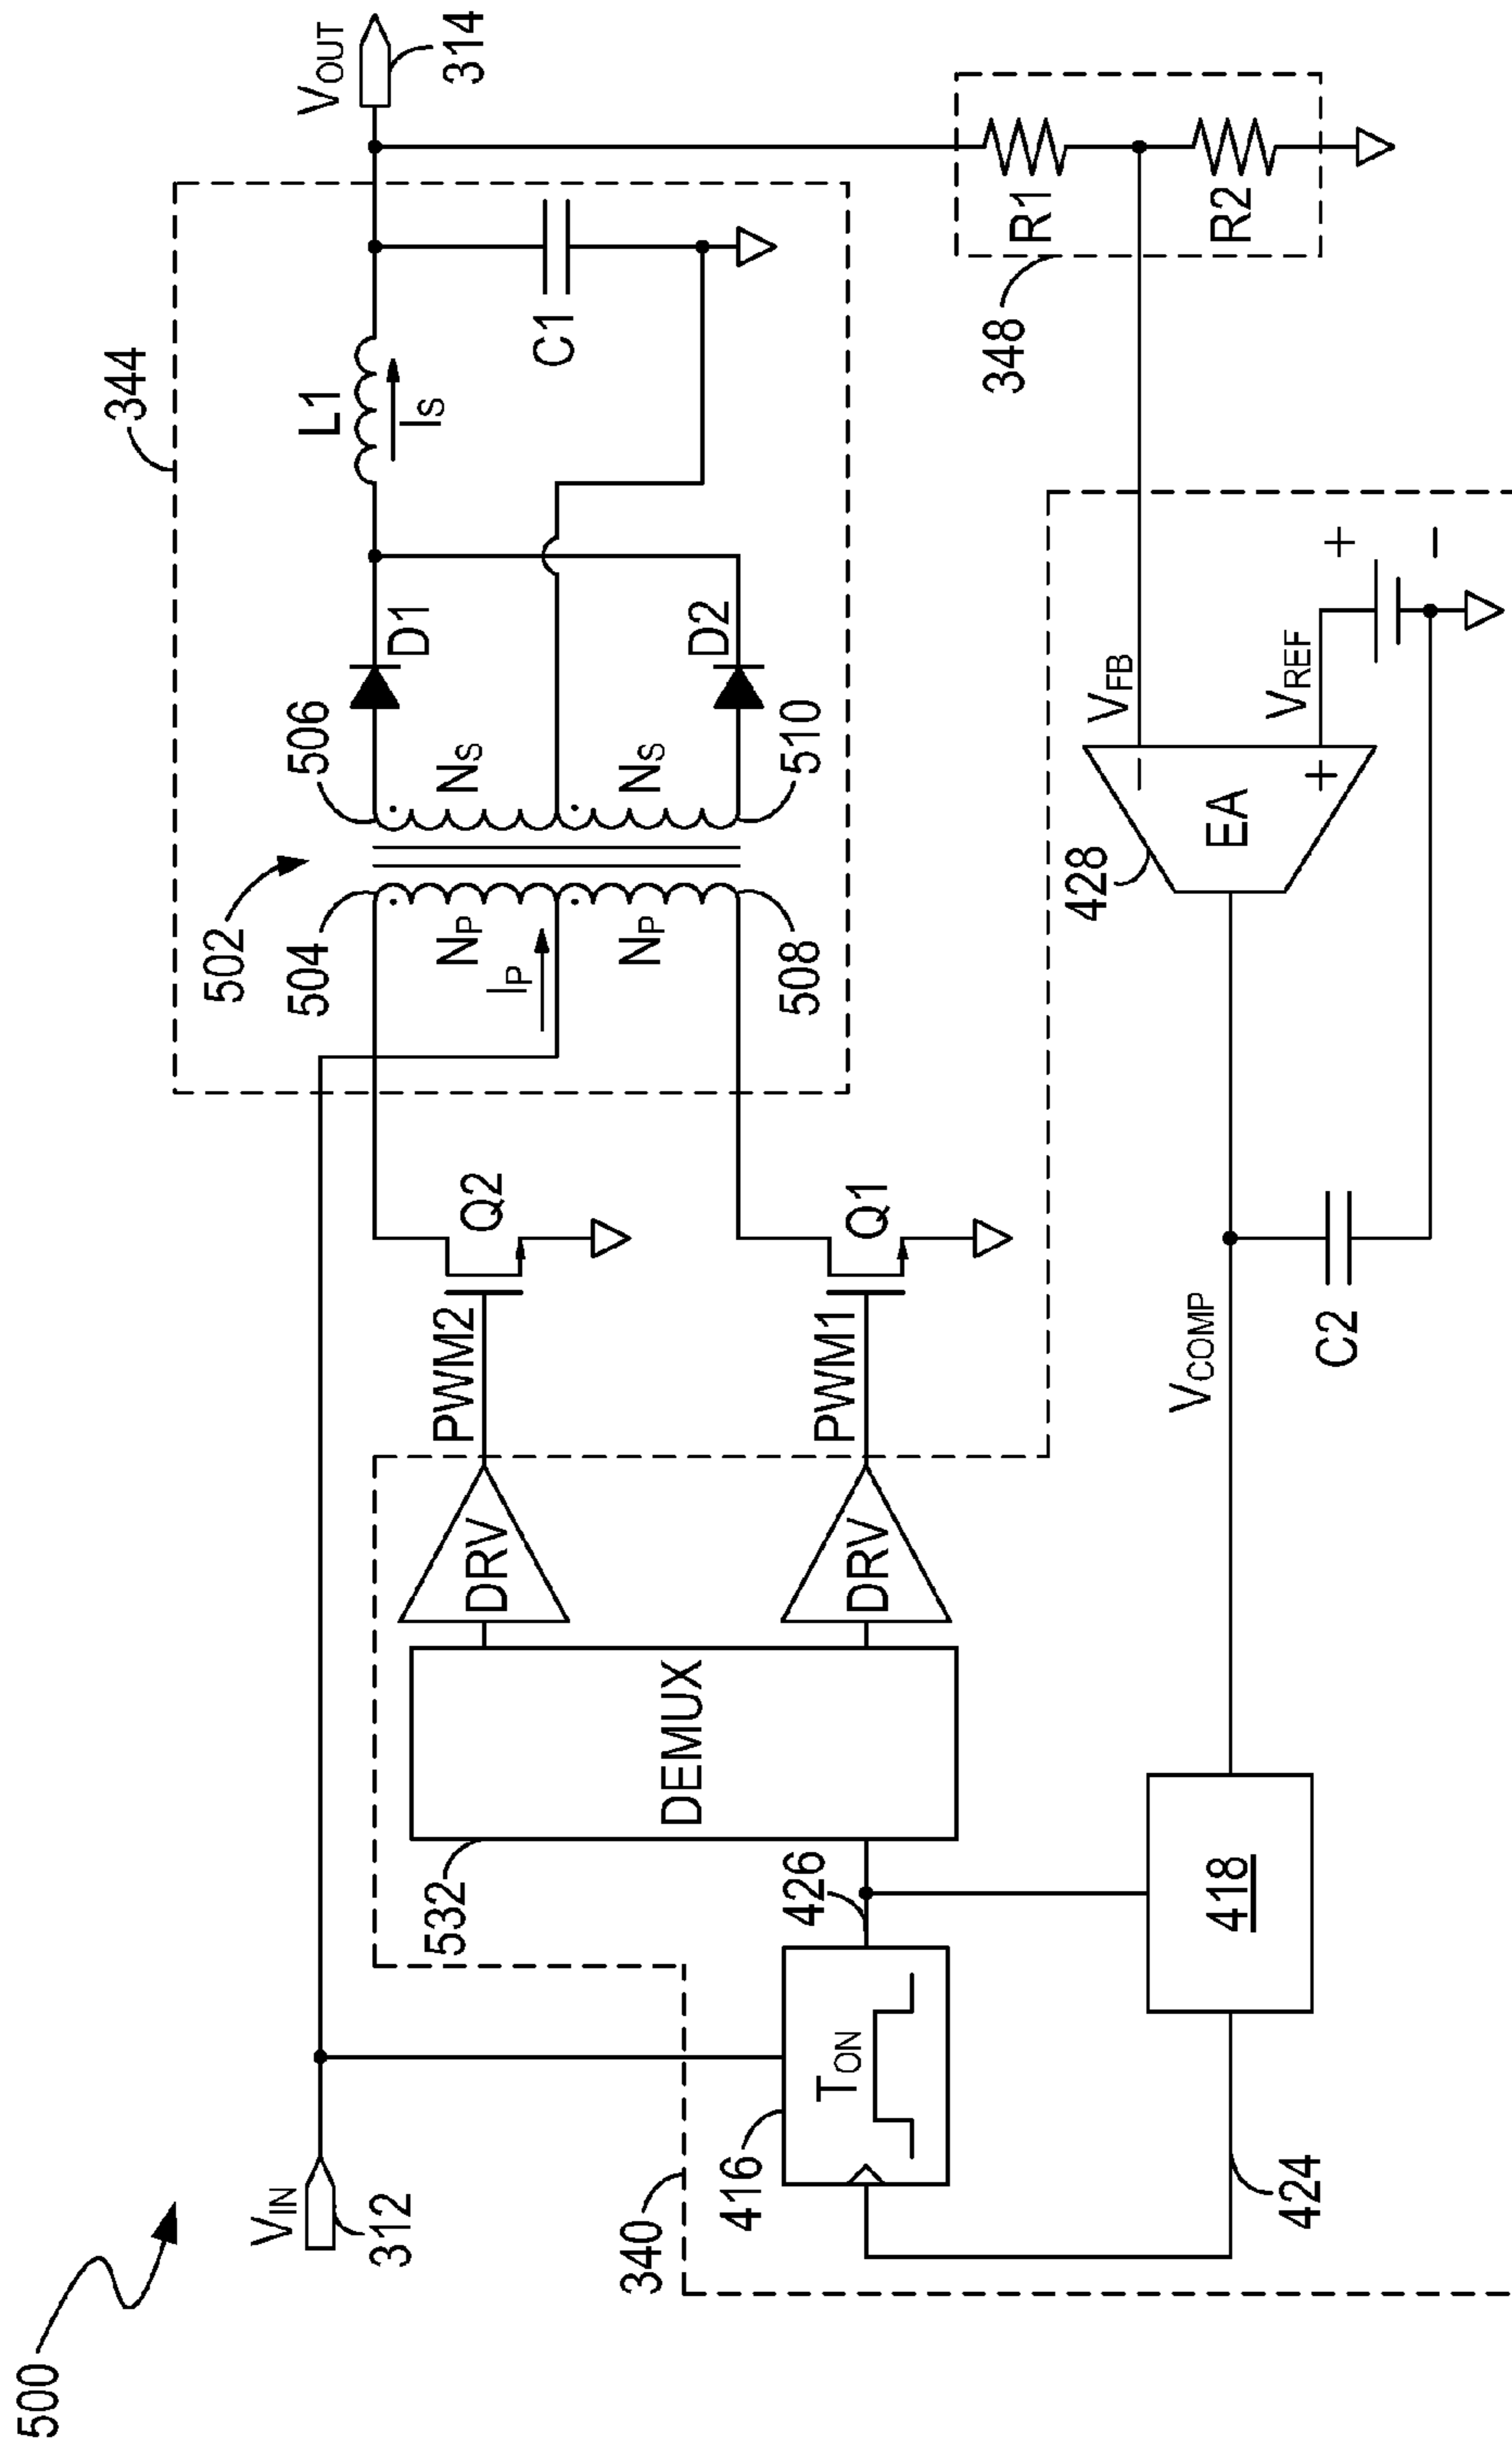 500
V_IN
312
V_OUT
314
344
502
504
506
N_P
N_S
I_P
N_P
N_S
508
510
D1
D2
L1
I_S
C1
348
R1
R2
Q2
PWM2
Q1
PWM1
DRV
DRV
DEMUX
532
426
340
416
T_ON
424
418
V_COMP
C2
428
EA
−
+
V_FB
V_REF
+
−